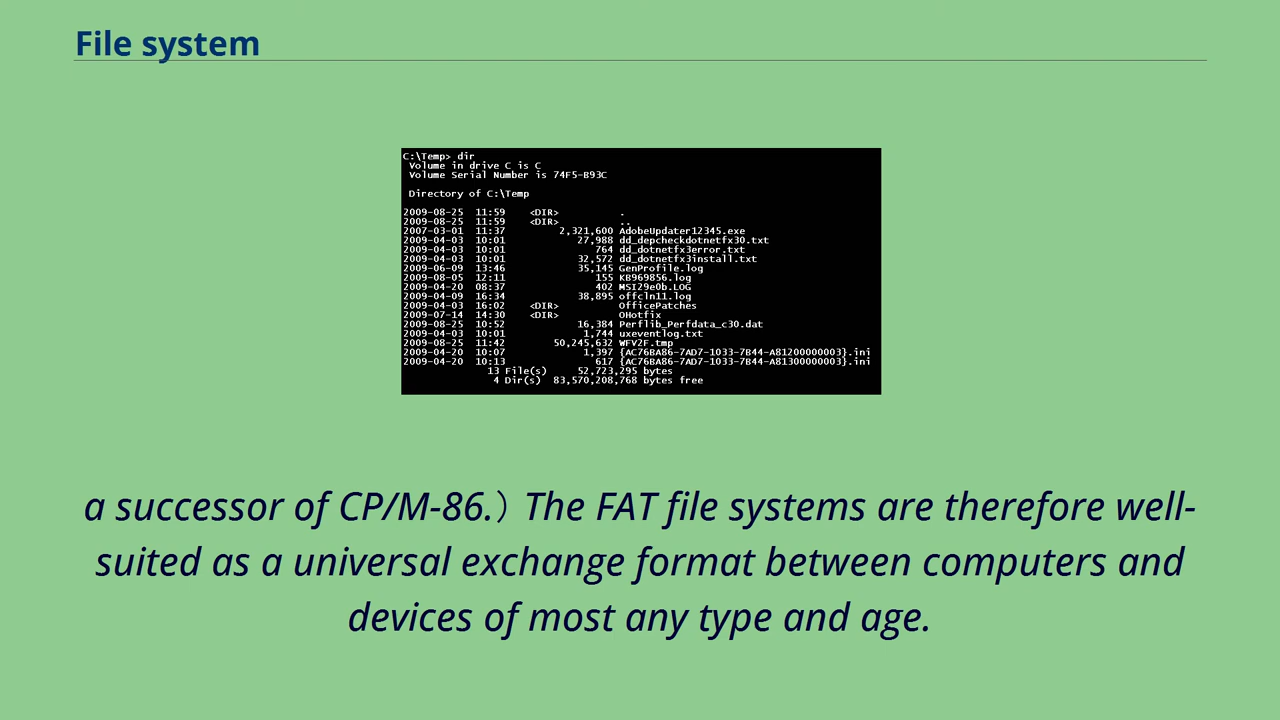 File system
C:\Temp> dir
Volume in drive C is C
Volume Serial Number is 74F5-B93C
Directory of C:\Temp
2009-08-25 11:59 <DIR> .
2009-08-25 11:59 <DIR> ..
2007-03-01 11:37 2,321,600 AdobeUpdater12345.exe
2009-04-03 10:01 27,988 dd_depcheckdotnetfx30.txt
2009-04-03 10:01 764 dd_dotnetfx3error.txt
2009-04-03 10:01 32,572 dd_dotnetfx3install.txt
2009-06-09 13:46 35,145 GenProfile.log
2009-08-05 12:11 155 KB969856.log
2009-04-20 08:37 402 MSI29e0b.LOG
2009-04-09 16:34 38,895 offcln11.log
2009-04-03 16:02 <DIR> OfficePatches
2009-07-14 14:30 <DIR> OHotfix
2009-08-25 10:52 16,384 Perflib_Perfdata_c30.dat
2009-04-03 10:01 1,744 uxeventlog.txt
2009-08-25 11:42 50,245,632 WFV2F.tmp
2009-04-20 10:07 1,397 {AC76BA86-7AD7-1033-7B44-A81200000003}.ini
2009-04-20 10:13 617 {AC76BA86-7AD7-1033-7B44-A81300000003}.ini
13 File(s) 52,723,295 bytes
4 Dir(s) 83,570,208,768 bytes free
a successor of CP/M-86.) The FAT file systems are therefore well-
suited as a universal exchange format between computers and
devices of most any type and age.